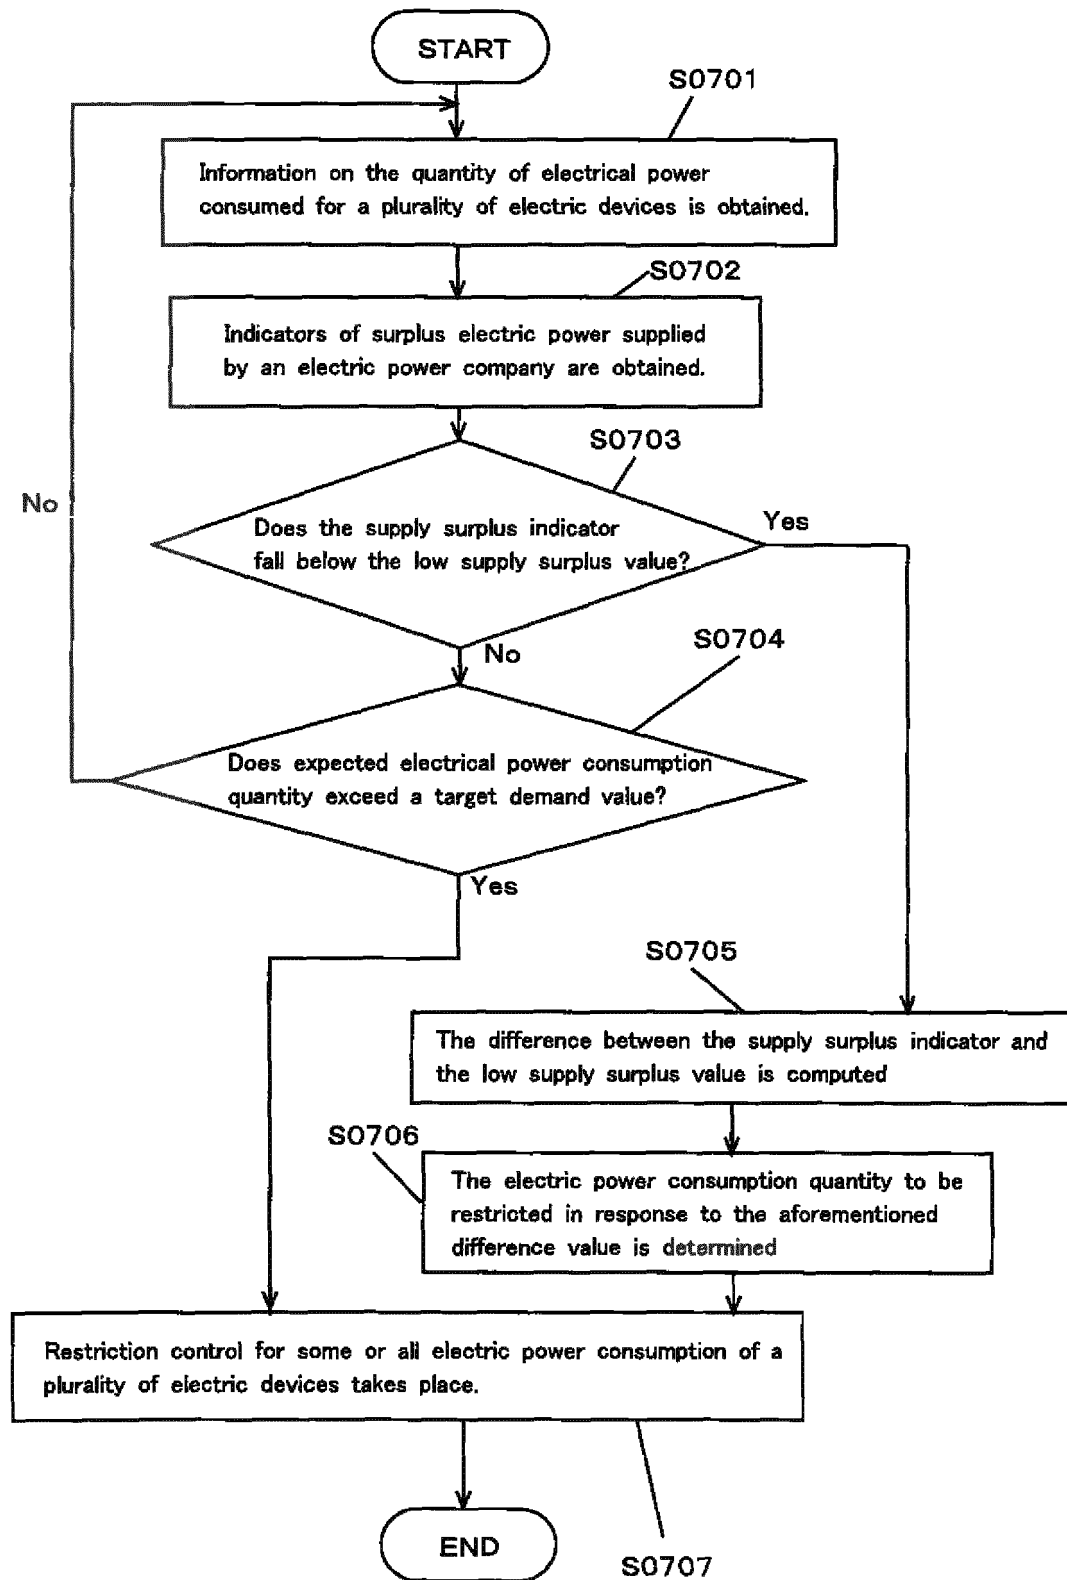 START
S0701
Information on the quantity of electrical power
consumed for a plurality of electric devices is obtained.
S0702
Indicators of surplus electric power supplied
by an electric power company are obtained.
S0703
No
Does the supply surplus indicator
fall below the low supply surplus value?
Yes
No
S0704
Does expected electrical power consumption
quantity exceed a target demand value?
Yes
S0705
The difference between the supply surplus indicator and
the low supply surplus value is computed
S0706
The electric power consumption quantity to be
restricted in response to the aforementioned
difference value is determined
Restriction control for some or all electric power consumption of a
plurality of electric devices takes place.
END
S0707